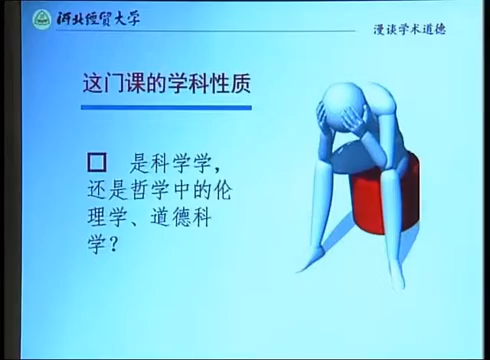 河北经贸大学
漫谈学术道德
这门课的学科性质
是科学学,
还是哲学中的伦
理学、道德科
学?